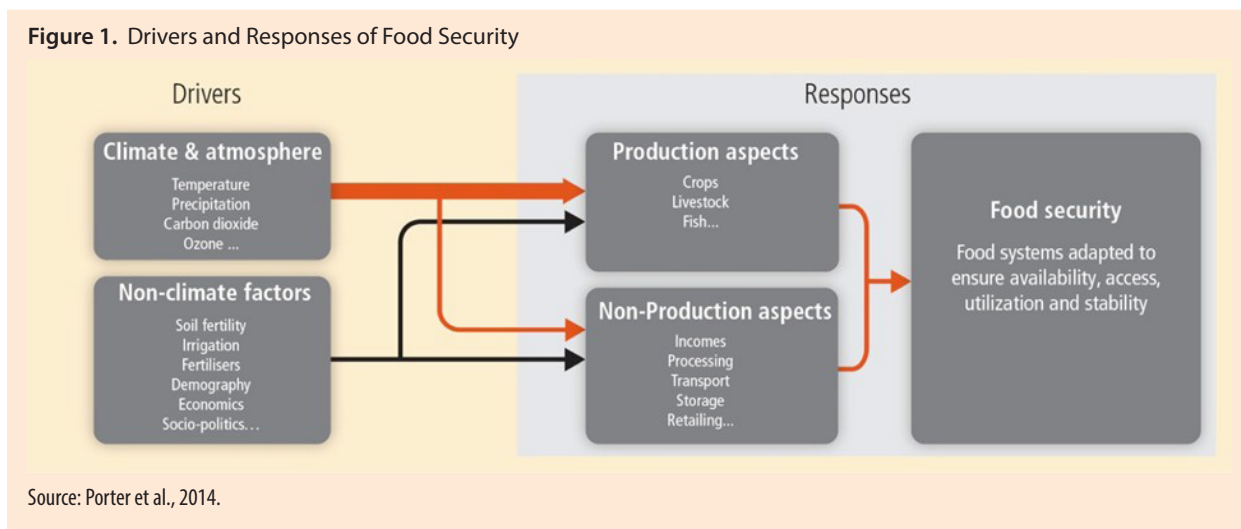 Figure 1. Drivers and Responses of Food Security
Drivers
Responses
Climate & atmosphere
Temperature
Precipitation
Carbon dioxide
Ozone ...
Non-climate factors
Soil fertility
Irrigation
Fertilisers
Demography
Economics
Socio-politics...
Production aspects
Crops
Livestock
Fish...
Non-Production aspects
Incomes
Processing
Transport
Storage
Retailing...
Food security
Food systems adapted to
ensure availability, access,
utilization and stability
Source: Porter et al., 2014.